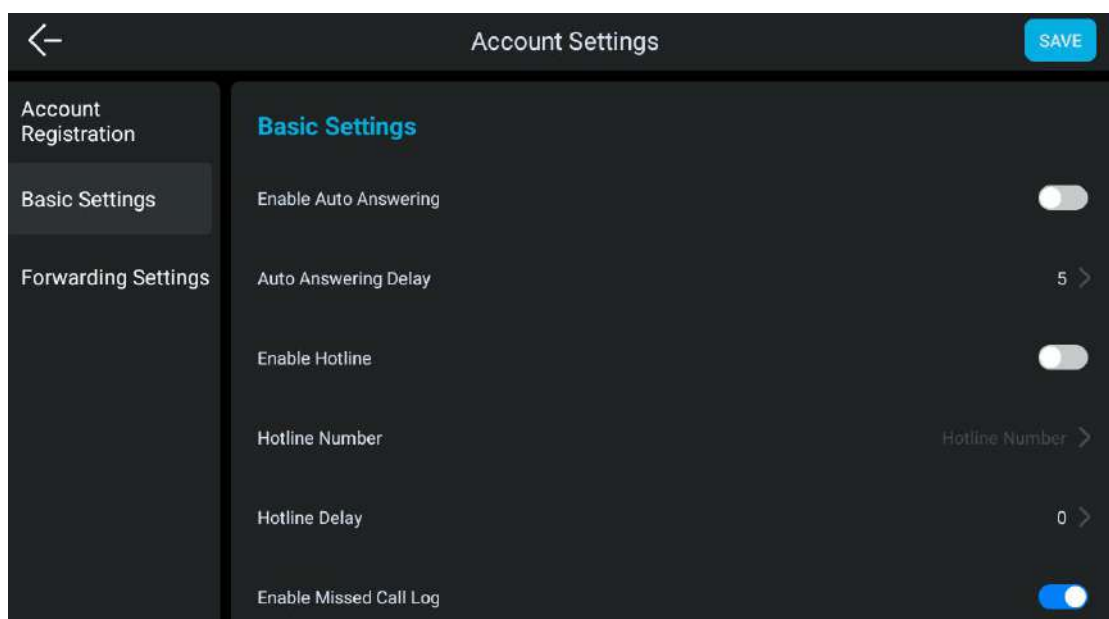 Account Settings
SAVE
Account
Registration
Basic Settings
Forwarding Settings
Basic Settings
Enable Auto Answering
Auto Answering Delay
5
Enable Hotline
Hotline Number
Hotline Number
Hotline Delay
0
Enable Missed Call Log